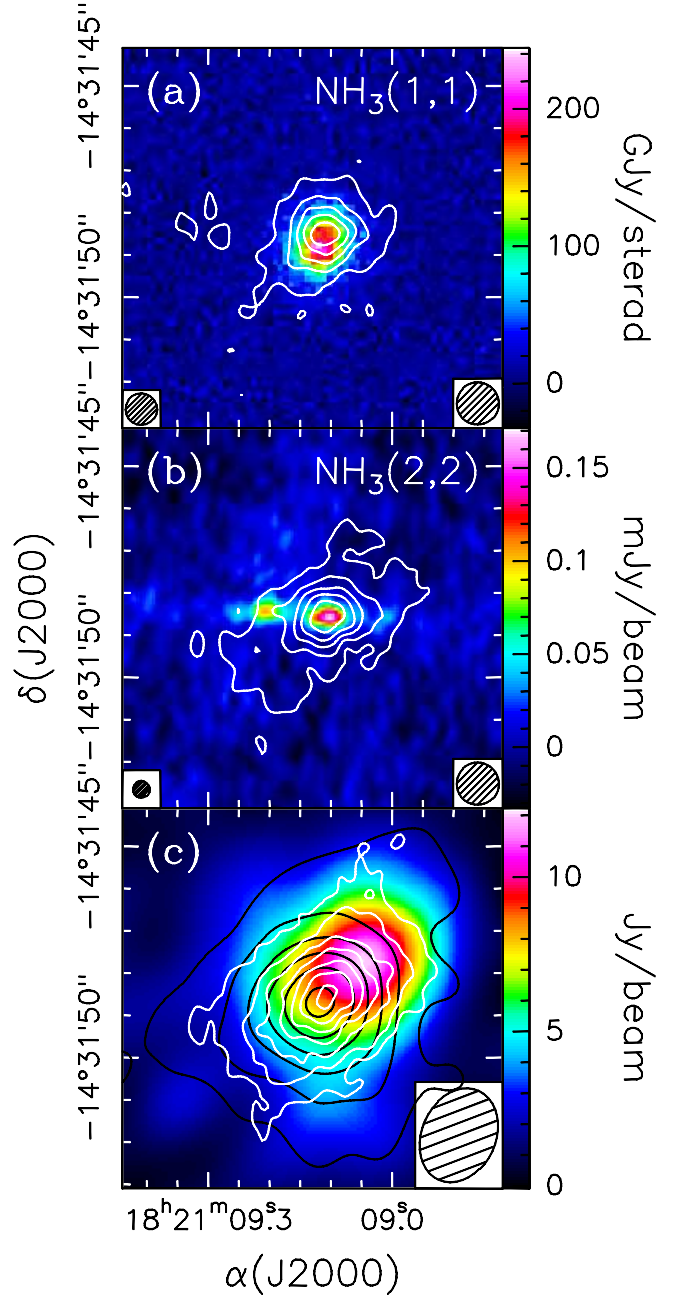 (a)
NH₃(1,1)
200
100
0
GJy/sterad
−14°31'45"
−14°31'50"
(b)
NH₃(2,2)
0.15
0.1
0.05
0
mJy/beam
−14°31'45"
−14°31'50"
δ(J2000)
(c)
10
5
0
Jy/beam
−14°31'45"
−14°31'50"
18ʰ21ᵐ09ˢ.3
09ˢ.0
α(J2000)